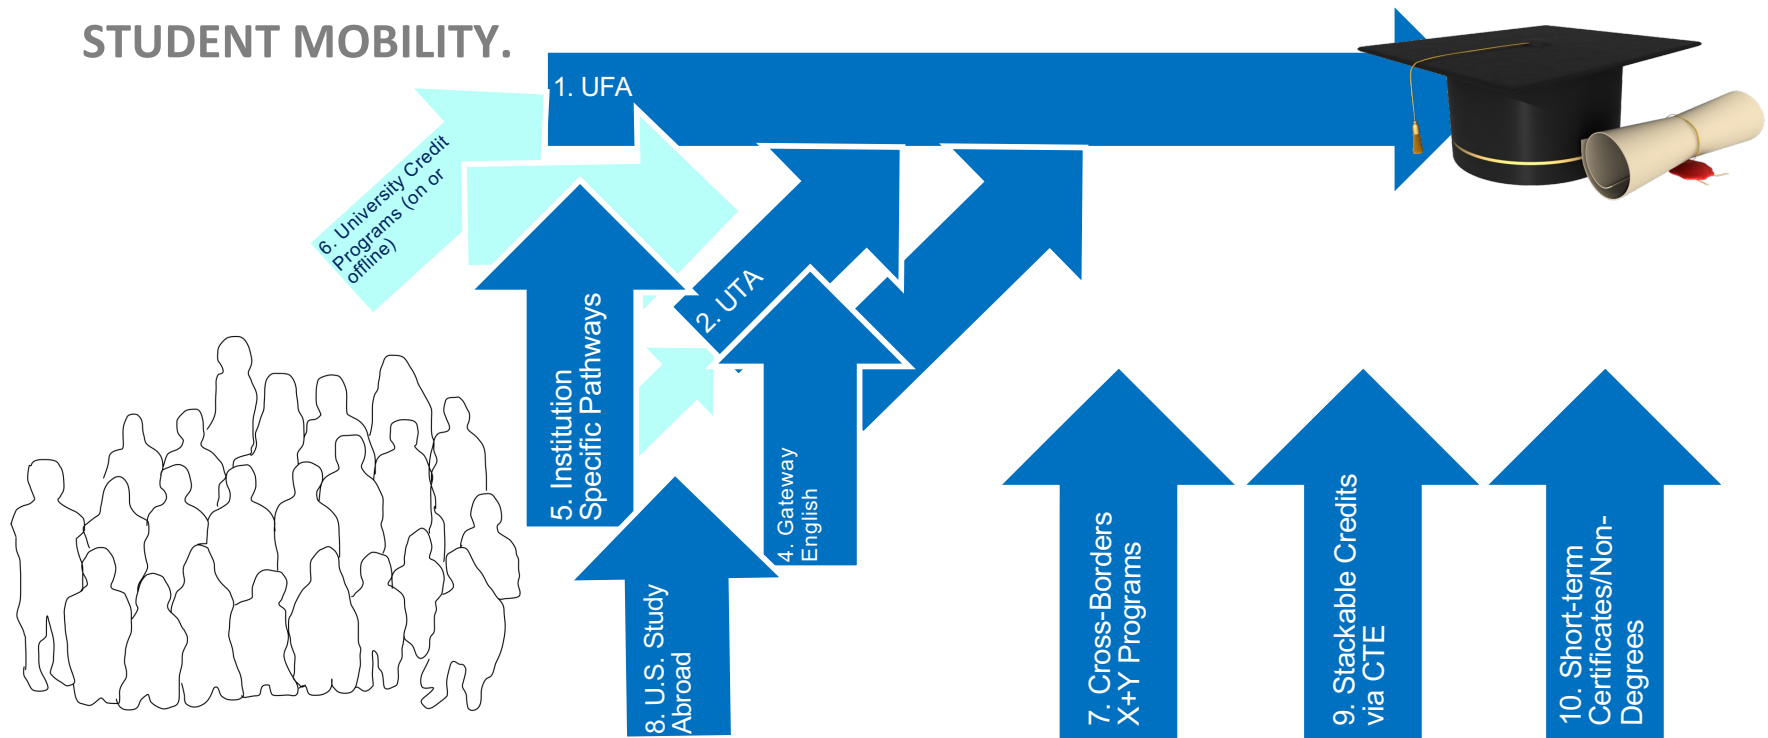 STUDENT MOBILITY.
1. UFA
6. University Credit
Programs (on or
offline)
2. UTA
5. Institution
Specific Pathways
4. Gateway
English
8. U.S. Study
Abroad
7. Cross-Borders
X+Y Programs
9. Stackable Credits
via CTE
10. Short-term
Certificates/Non-
Degrees